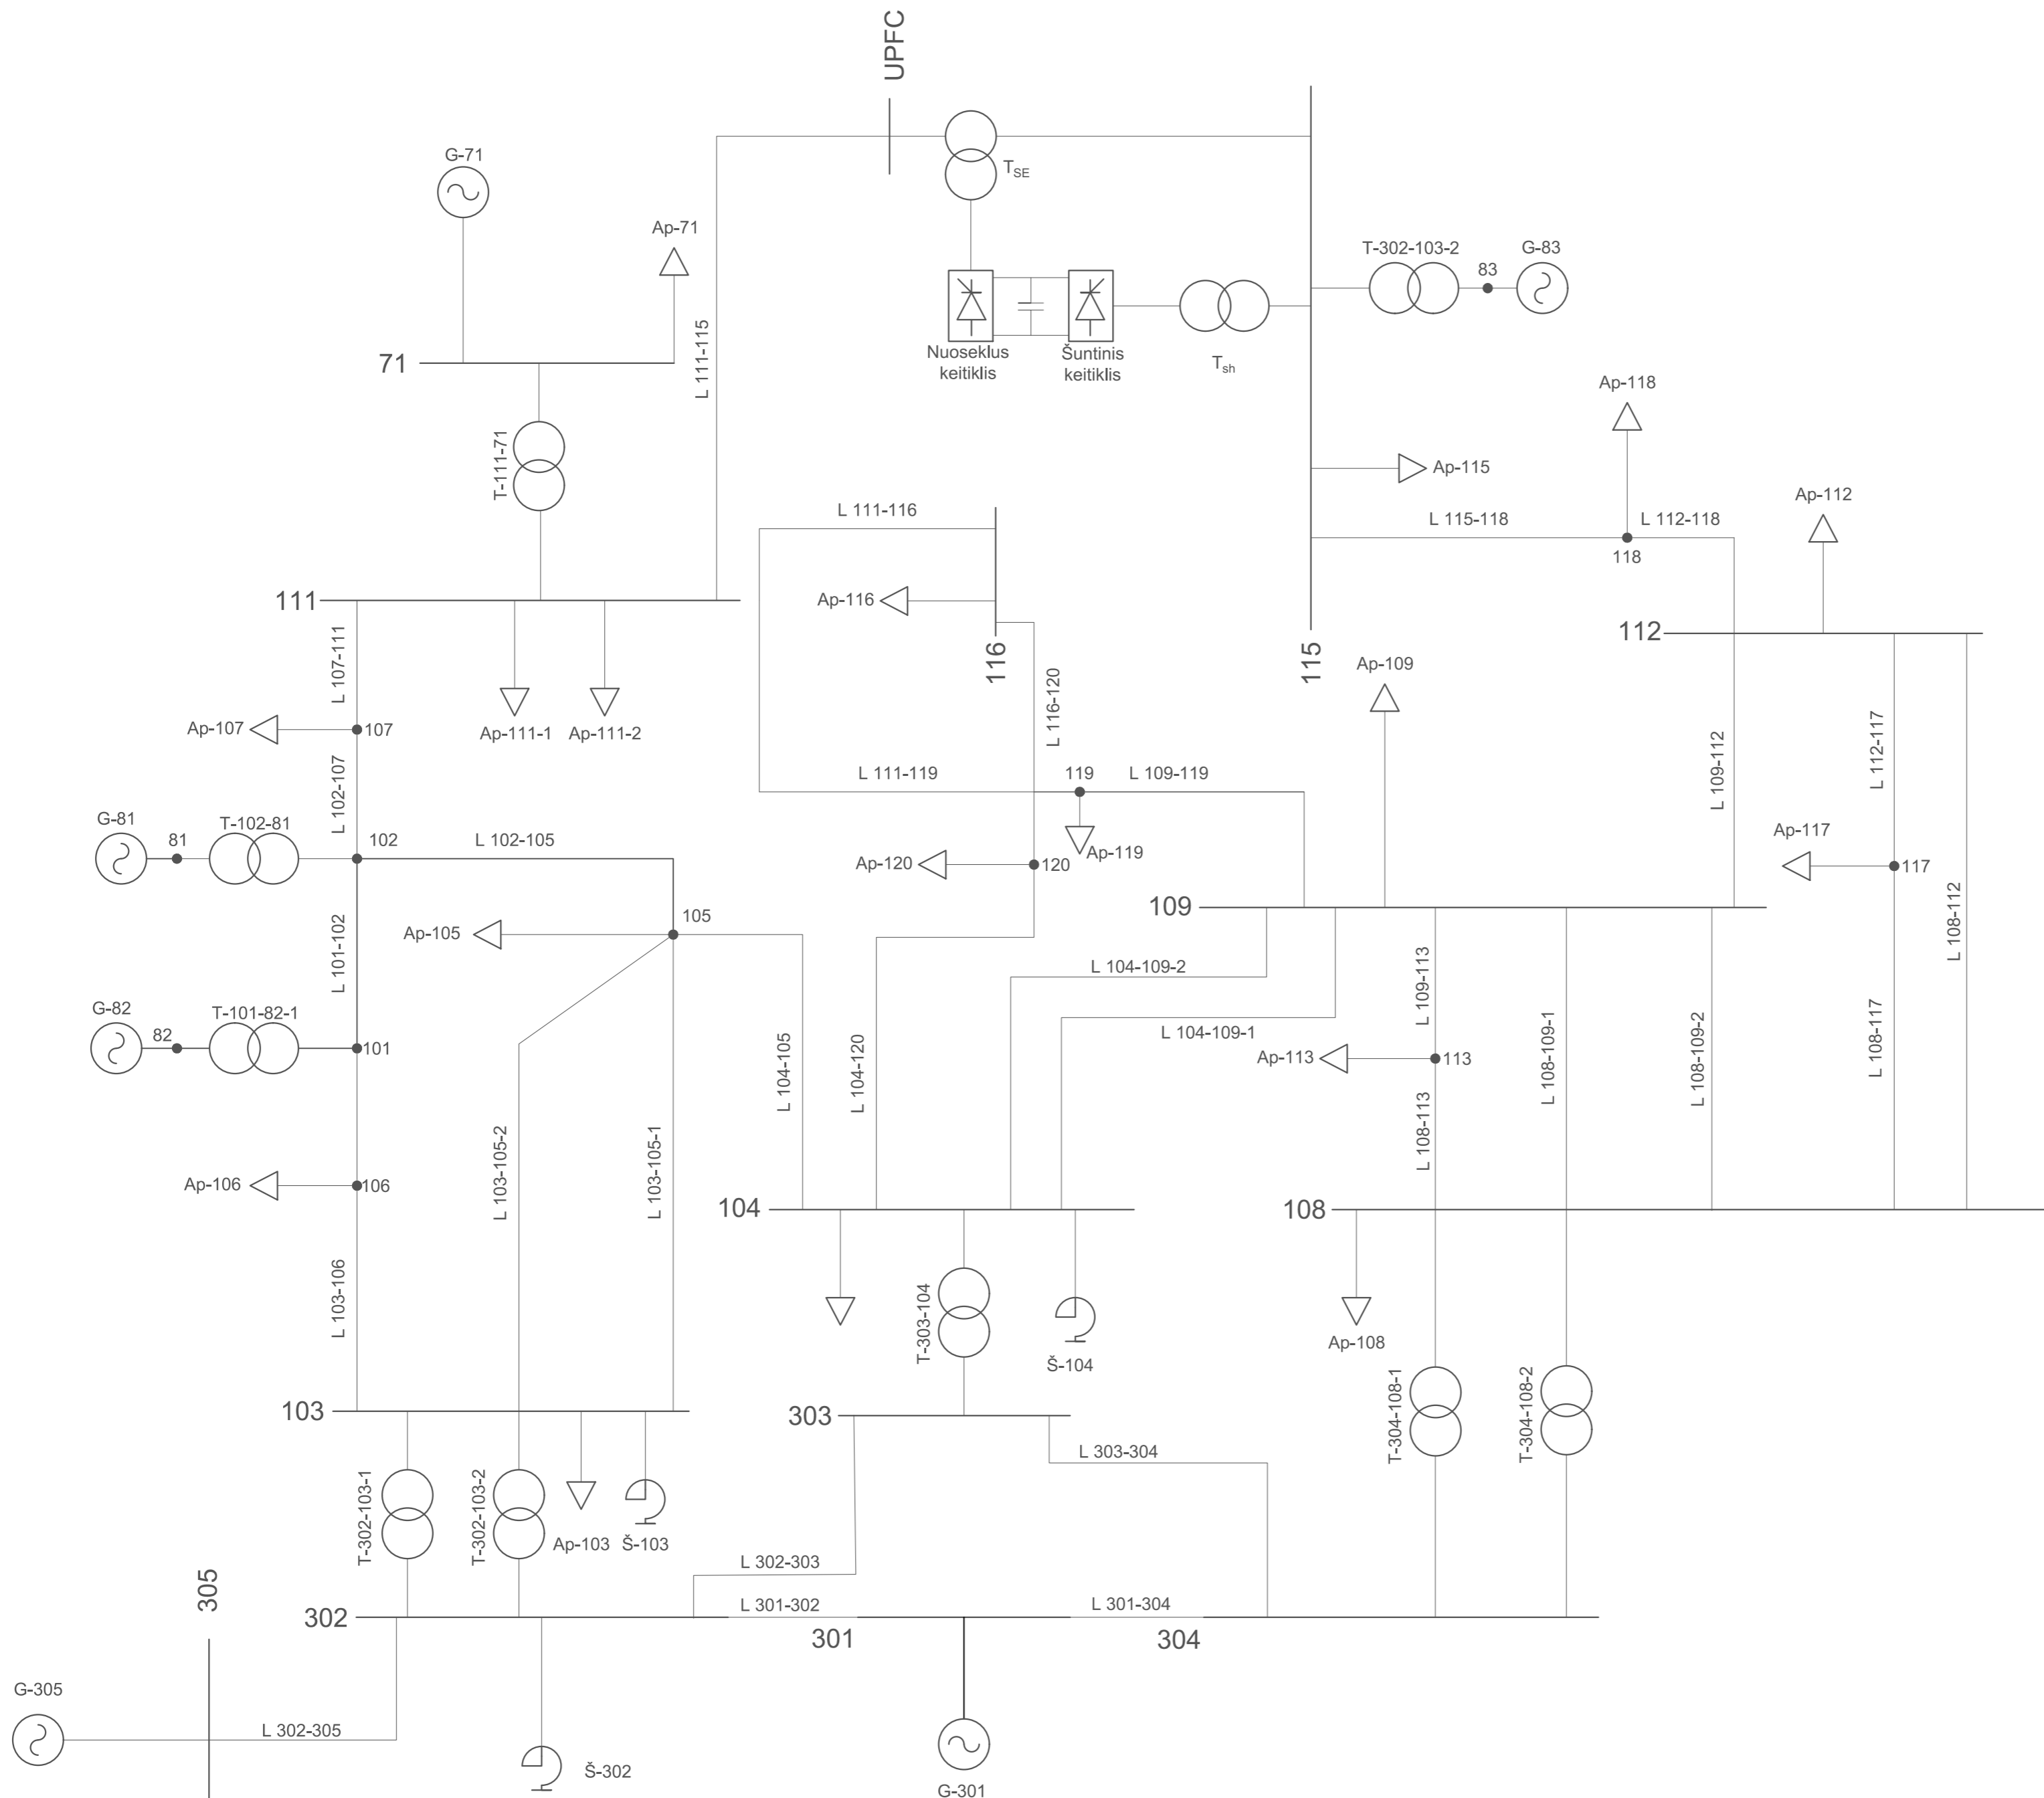 UPFC
G-71
T_SE
Ap-71
T-302-103-2
G-83
83
L 111-115
Nuoseklus
keitiklis
Šuntinis
keitiklis
T_sh
71
Ap-118
T-111-71
Ap-115
Ap-112
L 111-116
L 115-118
L 112-118
118
111
Ap-116
116
115
112
L 107-111
Ap-109
Ap-107
107
Ap-111-1
Ap-111-2
L 116-120
L 109-112
L 112-117
L 102-107
L 111-119
119
L 109-119
G-81
81
T-102-81
102
L 102-105
Ap-119
Ap-120
120
Ap-117
117
109
L 108-112
105
Ap-105
L 101-102
L 104-109-2
L 109-113
G-82
82
T-101-82-1
101
L 104-109-1
L 104-105
L 104-120
Ap-113
113
L 108-109-1
L 108-109-2
L 108-117
L 108-113
L 103-105-2
L 103-105-1
Ap-106
106
104
108
L 103-106
T-303-104
Š-104
Ap-108
103
303
T-304-108-1
T-304-108-2
L 303-304
T-302-103-1
T-302-103-2
Ap-103
Š-103
L 302-303
305
302
L 301-302
301
L 301-304
304
G-305
L 302-305
Š-302
G-301